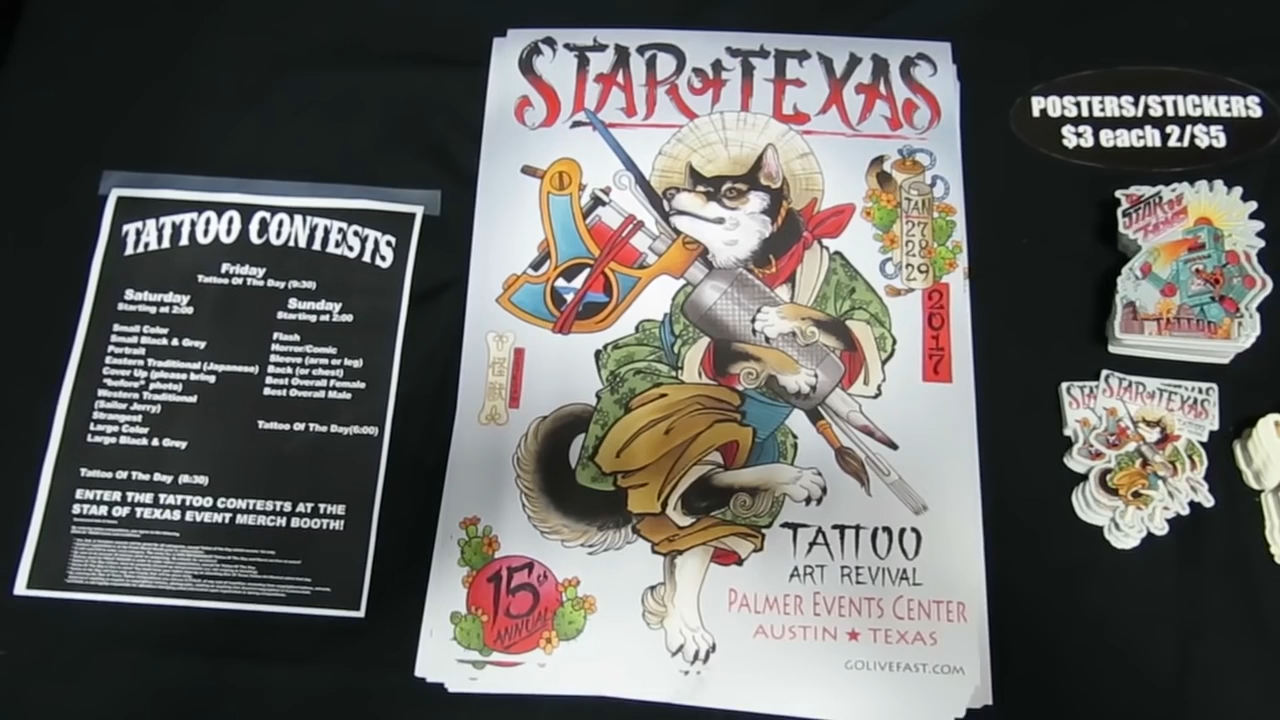 TATTOO CONTESTS
Friday
Tattoo Of The Day (9:30)
Saturday
Starting at 2:00
Small Color
Small Black & Grey
Portrait
Eastern Traditional (Japanese)
Cover Up (please bring
"before" photo)
Western Traditional
(Sailor Jerry)
Strangest
Large Color
Large Black & Grey
Tattoo Of The Day (8:30)
Sunday
Starting at 2:00
Flash
Horror/Comic
Sleeve (arm or leg)
Back (or chest)
Best Overall Female
Best Overall Male
Tattoo Of The Day(6:00)
ENTER THE TATTOO CONTESTS AT THE
STAR OF TEXAS EVENT MERCH BOOTH!
STAR of TEXAS
JAN
27
28
29
2017
怪
獣
15th
ANNUAL
TATTOO
ART REVIVAL
PALMER EVENTS CENTER
AUSTIN ★ TEXAS
GOLIVEFAST.COM
POSTERS/STICKERS
$3 each 2/$5
STAR OF
TEXAS
TATTOO
STAR OF TEXAS